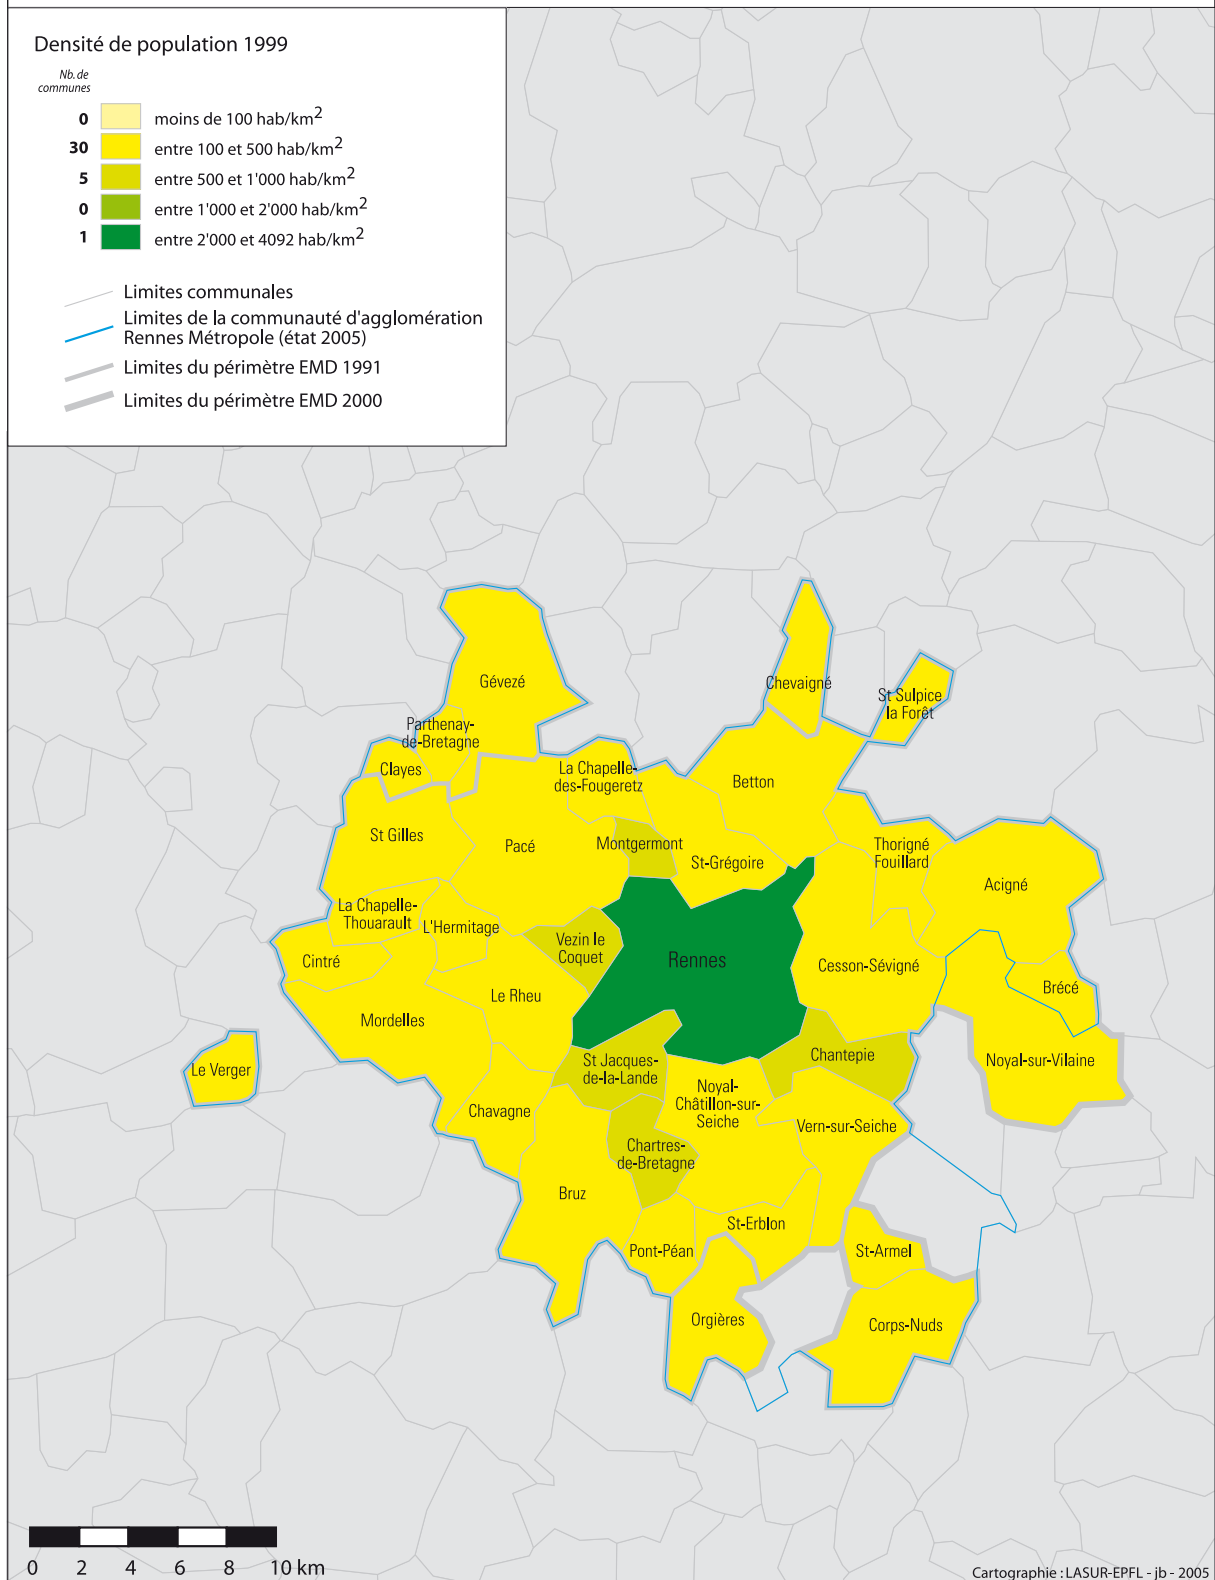 Densité de population 1999
Nb. de
communes
0 moins de 100 hab/km²
30 entre 100 et 500 hab/km²
5 entre 500 et 1'000 hab/km²
0 entre 1'000 et 2'000 hab/km²
1 entre 2'000 et 4092 hab/km²
Limites communales
Limites de la communauté d'agglomération
Rennes Métropole (état 2005)
Limites du périmètre EMD 1991
Limites du périmètre EMD 2000
Gévezé
Chevaigné
St Sulpice
la Forêt
Parthenay-
de-Bretagne
Clayes
La Chapelle-
des-Fougeretz
Betton
St Gilles
Pacé
Montgermont
St-Grégoire
Thorigné
Fouillard
Acigné
La Chapelle-
Thouarault
L'Hermitage
Vezin le
Coquet
Rennes
Cesson-Sévigné
Cintré
Brécé
Le Rheu
Mordelles
Le Verger
St Jacques-
de-la-Lande
Chantepie
Noyal-sur-Vilaine
Noyal-
Châtillon-sur-
Seiche
Chavagne
Vern-sur-Seiche
Chartres-
de-Bretagne
Bruz
St-Erblon
Pont-Péan
St-Armel
Orgières
Corps-Nuds
0 2 4 6 8 10 km
Cartographie : LASUR-EPFL - jb - 2005